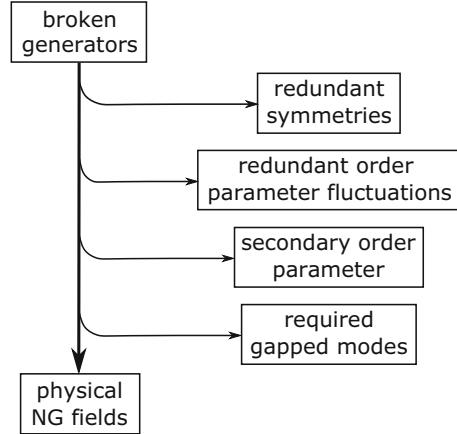 broken
generators
redundant
symmetries
redundant order
parameter fluctuations
secondary order
parameter
required
gapped modes
physical
NG fields